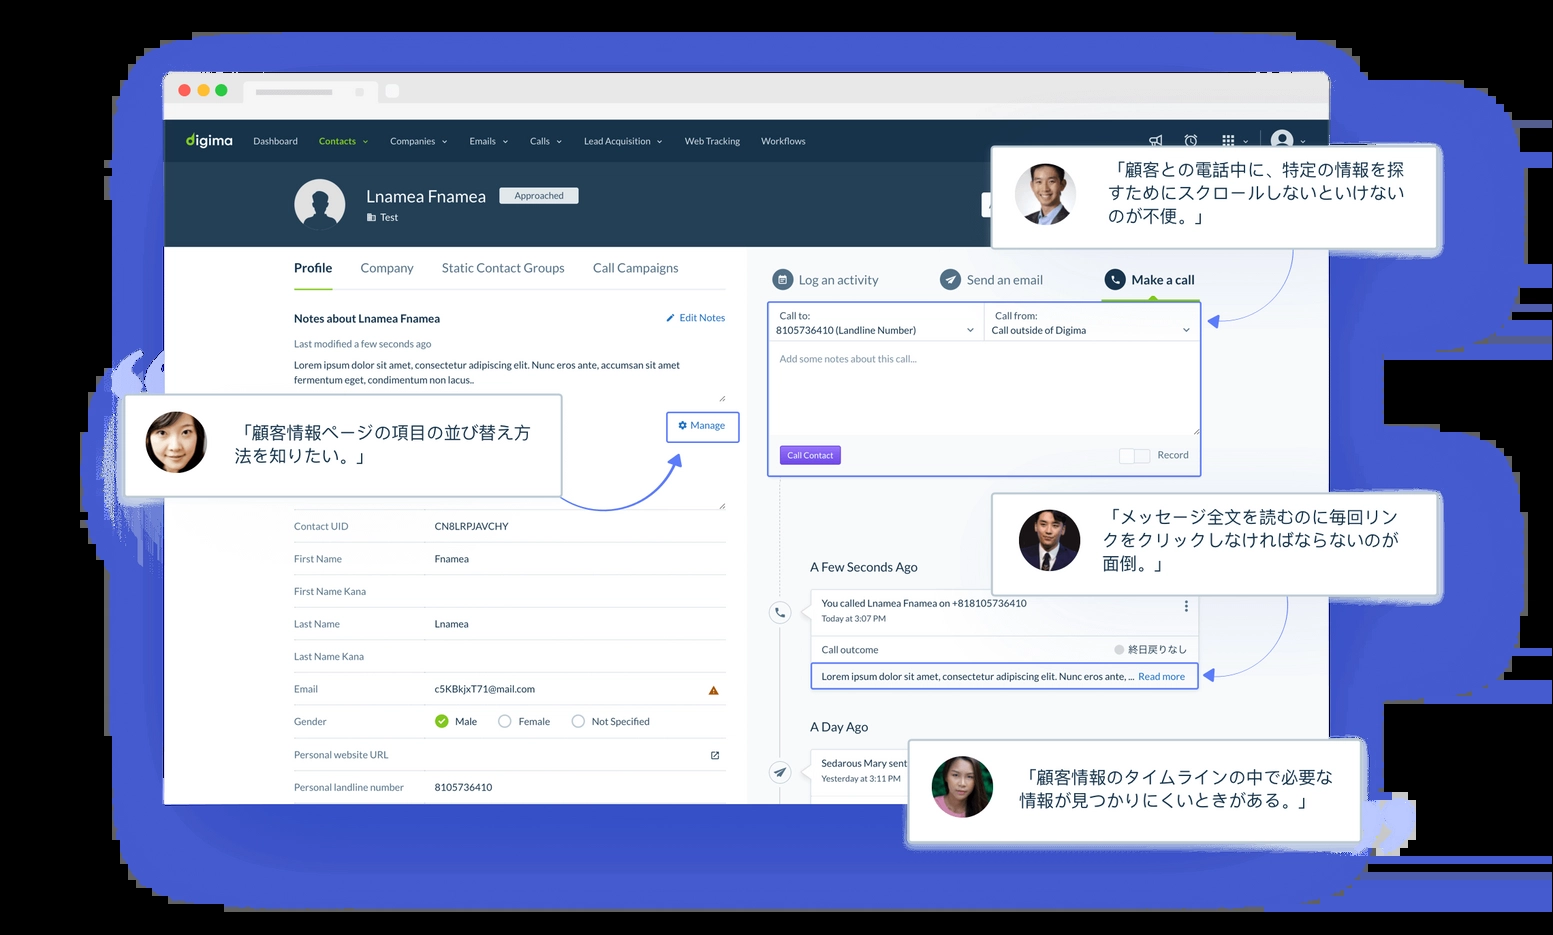 digima
Dashboard
Contacts
Companies
Emails
Calls
Lead Acquisition
Web Tracking
Workflows
Lnamea Fnamea
Approached
Test
「顧客との電話中に、特定の情報を探
すためにスクロールしないといけない
のが不便。」
Profile
Company
Static Contact Groups
Call Campaigns
Notes about Lnamea Fnamea
Edit Notes
Last modified a few seconds ago
Lorem ipsum dolor sit amet, consectetur adipiscing elit. Nunc eros ante, accumsan sit amet
fermentum eget, condimentum non lacus..
「顧客情報ページの項目の並び替え方
法を知りたい。」
Manage
Contact UID
CN8LRPJAVCHY
First Name
Fnamea
First Name Kana
Last Name
Lnamea
Last Name Kana
Email
c5KBkjxT71@mail.com
Gender
Male
Female
Not Specified
Personal website URL
Personal landline number
8105736410
Log an activity
Send an email
Make a call
Call to:
8105736410 (Landline Number)
Call from:
Call outside of Digima
Add some notes about this call...
Call Contact
Record
「メッセージ全文を読むのに毎回リン
クをクリックしなければならないのが
面倒。」
A Few Seconds Ago
You called Lnamea Fnamea on +818105736410
Today at 3:07 PM
Call outcome
終日戻りなし
Lorem ipsum dolor sit amet, consectetur adipiscing elit. Nunc eros ante, ... Read more
A Day Ago
Sedarous Mary sent
Yesterday at 3:11 PM
「顧客情報のタイムラインの中で必要な
情報が見つかりにくいときがある。」